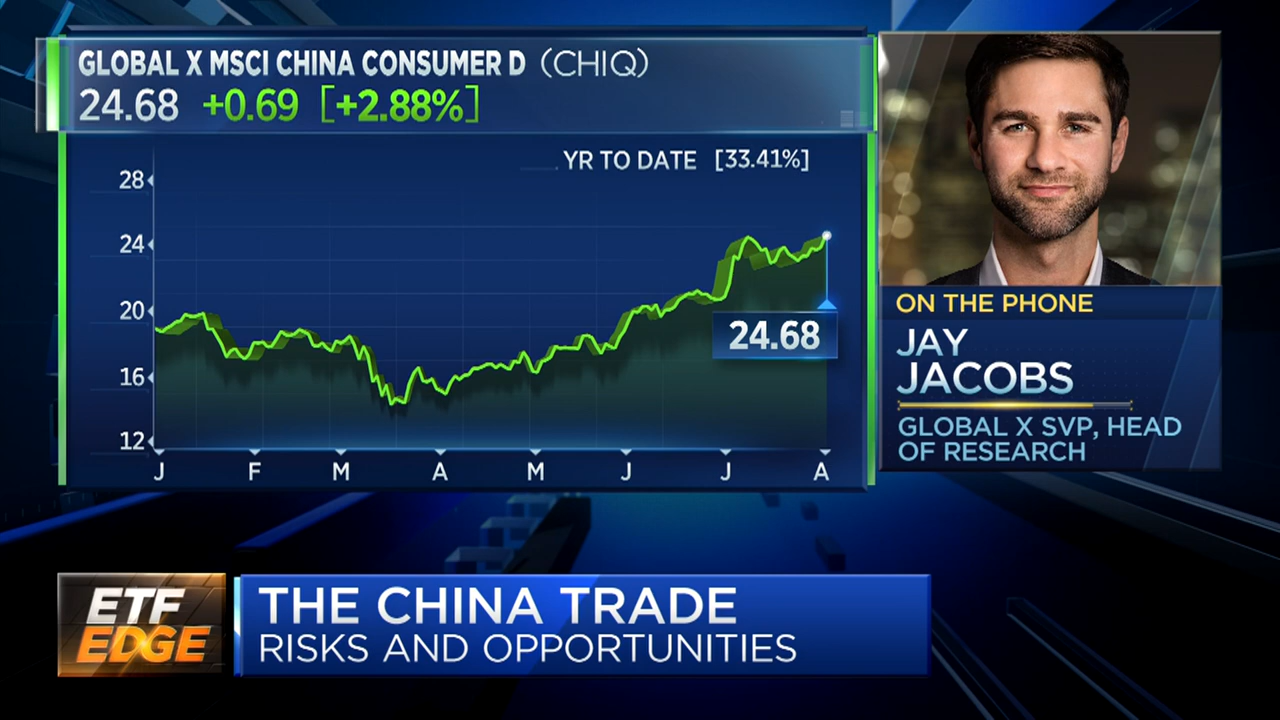 GLOBAL X MSCI CHINA CONSUMER D (CHIQ)
24.68 +0.69 [+2.88%]
YR TO DATE [33.41%]
28
24
20
16
12
24.68
J F M A M J J A
ON THE PHONE
JAY
JACOBS
GLOBAL X SVP, HEAD
OF RESEARCH
ETF
EDGE
THE CHINA TRADE
RISKS AND OPPORTUNITIES